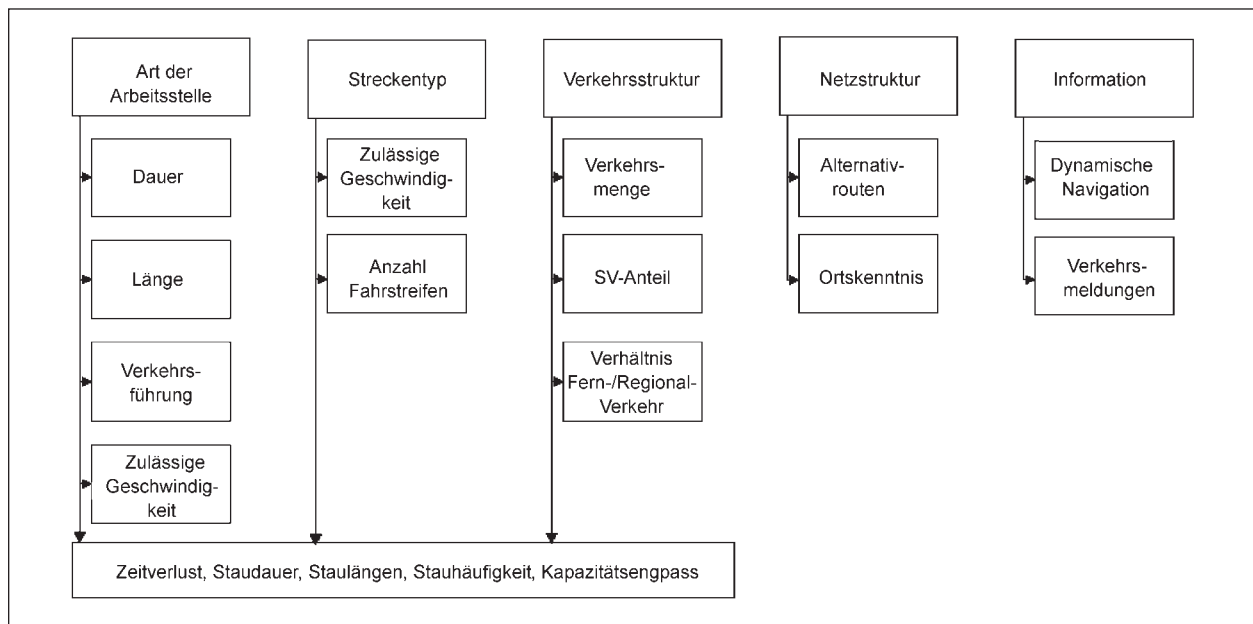 Art der
Arbeitsstelle
Streckentyp
Verkehrsstruktur
Netzstruktur
Information
Dauer
Länge
Verkehrs-
führung
Zulässige
Geschwindig-
keit
Zulässige
Geschwindig-
keit
Anzahl
Fahrstreifen
Verkehrs-
menge
SV-Anteil
Verhältnis
Fern-/Regional-
Verkehr
Alternativ-
routen
Ortskenntnis
Dynamische
Navigation
Verkehrs-
meldungen
Zeitverlust, Staudauer, Staulängen, Stauhäufigkeit, Kapazitätsengpass